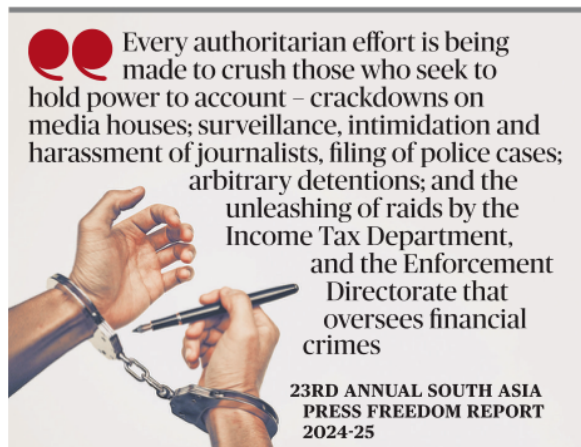 Every authoritarian effort is being
made to crush those who seek to
hold power to account – crackdowns on
media houses; surveillance, intimidation and
harassment of journalists, filing of police cases;
arbitrary detentions; and the
unleashing of raids by the
Income Tax Department,
and the Enforcement
Directorate that
oversees financial
crimes
23RD ANNUAL SOUTH ASIA
PRESS FREEDOM REPORT
2024-25